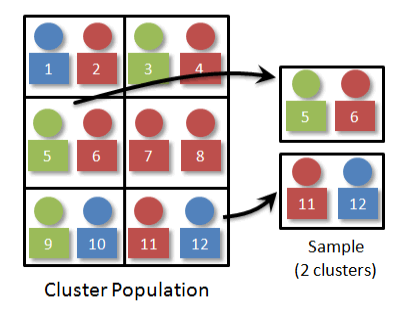 1 2 3 4
5 6 7 8
9 10 11 12
Cluster Population
5 6
11 12
Sample
(2 clusters)